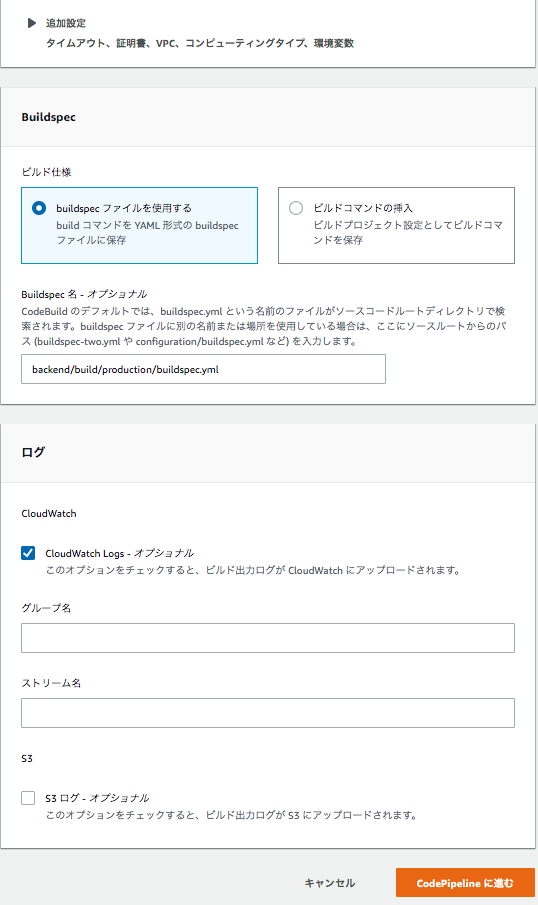 追加設定
タイムアウト、証明書、VPC、コンピューティングタイプ、環境変数
Buildspec
ビルド仕様
buildspec ファイルを使用する
build コマンドを YAML 形式の buildspec
ファイルに保存
ビルドコマンドの挿入
ビルドプロジェクト設定としてビルドコマ
ンドを保存
Buildspec 名 - オプショナル
CodeBuild のデフォルトでは、buildspec.yml という名前のファイルがソースコードルートディレクトリで検
索されます。buildspec ファイルに別の名前または場所を使用している場合は、ここにソースルートからのパ
ス (buildspec-two.yml や configuration/buildspec.yml など) を入力します。
backend/build/production/buildspec.yml
ログ
CloudWatch
CloudWatch Logs - オプショナル
このオプションをチェックすると、ビルド出力ログが CloudWatch にアップロードされます。
グループ名
ストリーム名
S3
S3 ログ - オプショナル
このオプションをチェックすると、ビルド出力ログが S3 にアップロードされます。
キャンセル
CodePipeline に進む